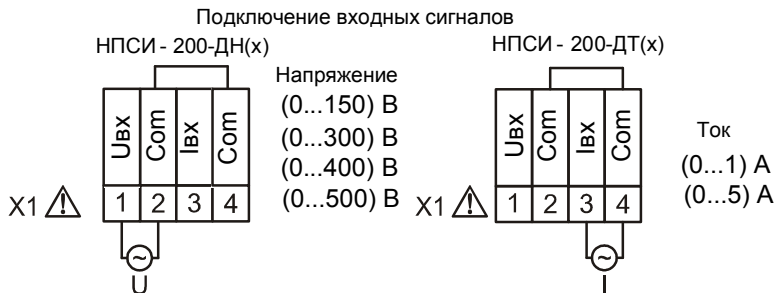 Подключение входных сигналов
НПСИ - 200-ДН(х)
Напряжение
(0...150) В
(0...300) В
(0...400) В
(0...500) В
Uвх Com Iвх Com
X1 1 2 3 4
U
НПСИ - 200-ДТ(х)
Ток
(0...1) А
(0...5) А
Uвх Com Iвх Com
X1 1 2 3 4
I